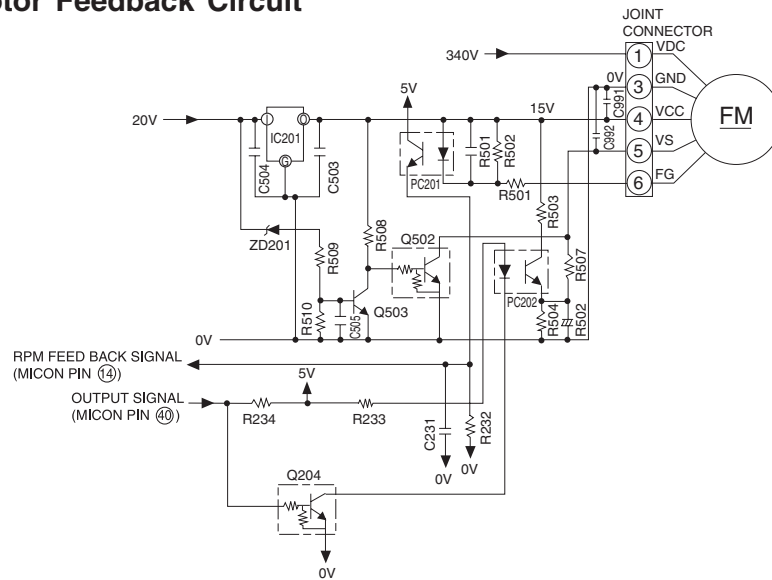 otor Feedback Circuit
JOINT
CONNECTOR
340V
1
VDC
0V
3
GND
C991
4
VCC
C992
5
VS
6
FG
FM
5V
15V
20V
I
O
IC201
G
C504
C503
PC201
R501
R502
R501
R503
ZD201
R509
R508
Q502
R507
PC202
Q503
R510
C505
R504
R502
0V
RPM FEED BACK SIGNAL
(MICON PIN 14)
5V
OUTPUT SIGNAL
(MICON PIN 40)
R234
R233
C231
R232
0V
0V
Q204
0V